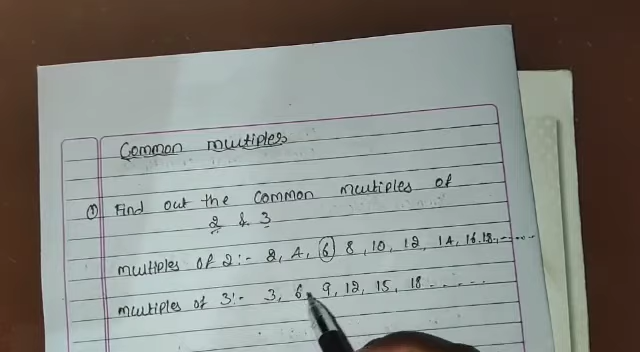 Common multiples
① Find out the common multiples of
2 & 3
multiples of 2:- 2, 4, 6 8, 10, 12, 14, 16, 18, ......
multiples of 3:- 3, 6, 9, 12, 15, 18 ......